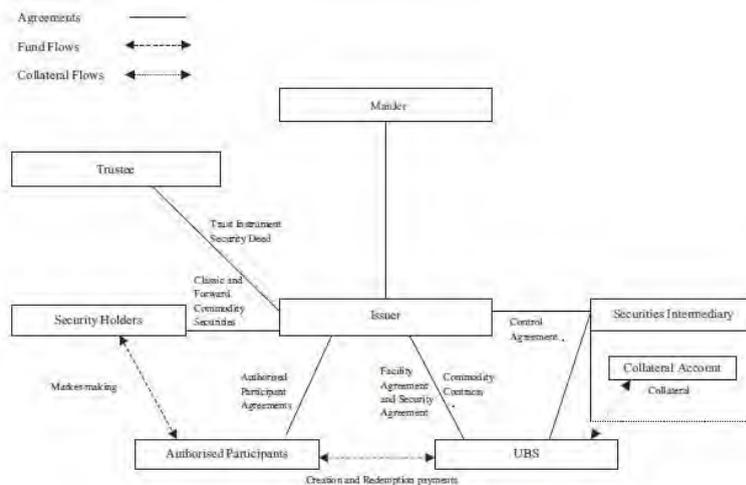 Agreements
Fund Flows
Collateral Flows
ManJer
Trustee
Trust Instrument
Security Deed
Classic and
Forward
Commodity
Securities
Security Holders
Issuer
Securities Intermediary
Control
Agreement
Collateral Account
Collateral
Market-making
Authorised
Participant
Agreements
Facility
Agreement
and Security
Agreement
Commodity
Contracts
Authorised Participants
UBS
Creation and Redemption payments